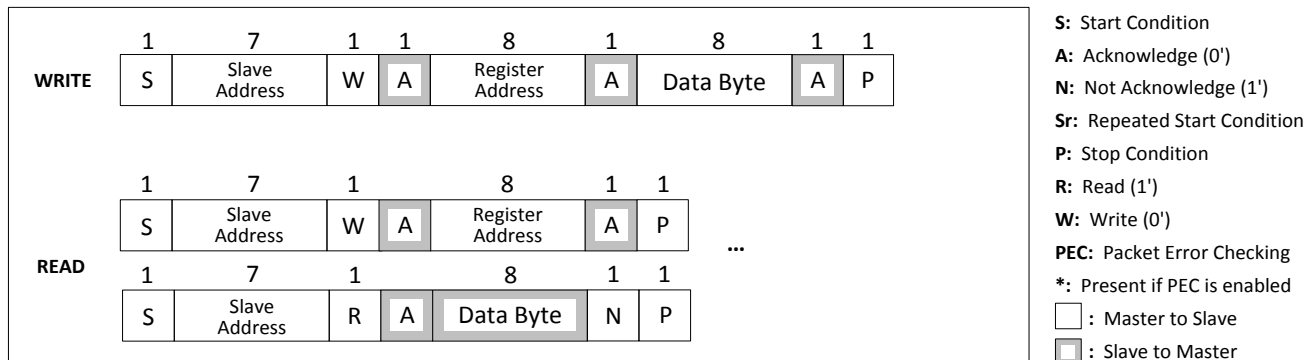 1 7 1 1 8 1 8 1 1
WRITE S Slave Address W A Register Address A Data Byte A P
1 7 1 8 1 1
S Slave Address W A Register Address A P ...
READ
1 7 1 8 1 1
S Slave Address R A Data Byte N P
S: Start Condition
A: Acknowledge (0')
N: Not Acknowledge (1')
Sr: Repeated Start Condition
P: Stop Condition
R: Read (1')
W: Write (0')
PEC: Packet Error Checking
*: Present if PEC is enabled
: Master to Slave
: Slave to Master